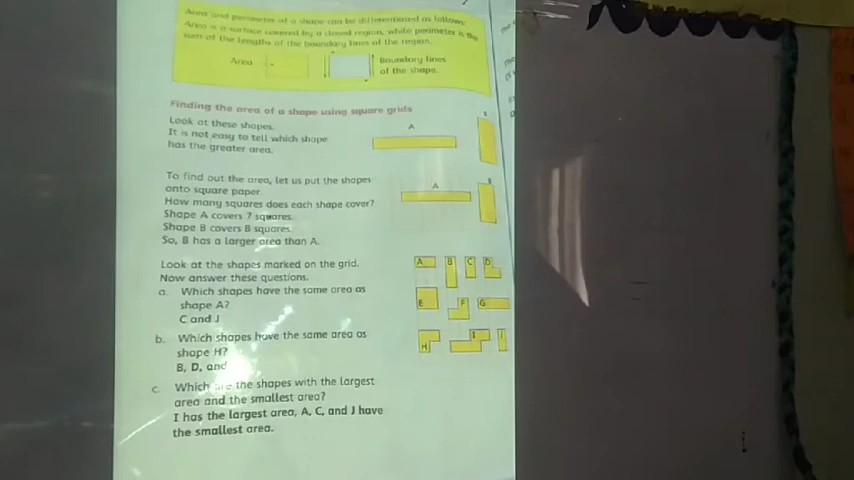 Area and perimeter of a shape can be differentiated as follows:
Area is a surface covered by a closed region, while perimeter is the
sum of the lengths of the boundary lines of the region.
Area
Boundary lines
of the shape.
Finding the area of a shape using square grids
Look at these shapes.
It is not easy to tell which shape
has the greater area.
A
B
To find out the area, let us put the shapes
onto square paper.
How many squares does each shape cover?
Shape A covers 7 squares.
Shape B covers 8 squares.
So, B has a larger area than A.
A
B
Look at the shapes marked on the grid.
Now answer these questions.
a. Which shapes have the same area as
shape A?
C and J
b. Which shapes have the same area as
shape H?
B, D, and
c. Which are the shapes with the largest
area and the smallest area?
I has the largest area, A, C, and J have
the smallest area.
A B C D
E F G
H I J